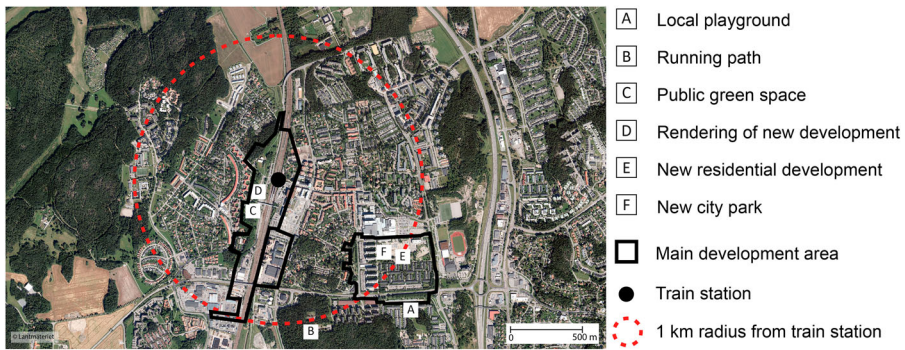 A Local playground
B Running path
C Public green space
D Rendering of new development
E New residential development
F New city park
Main development area
Train station
1 km radius from train station
D
C
F
E
A
B
© Lantmäteriet
0 500 m